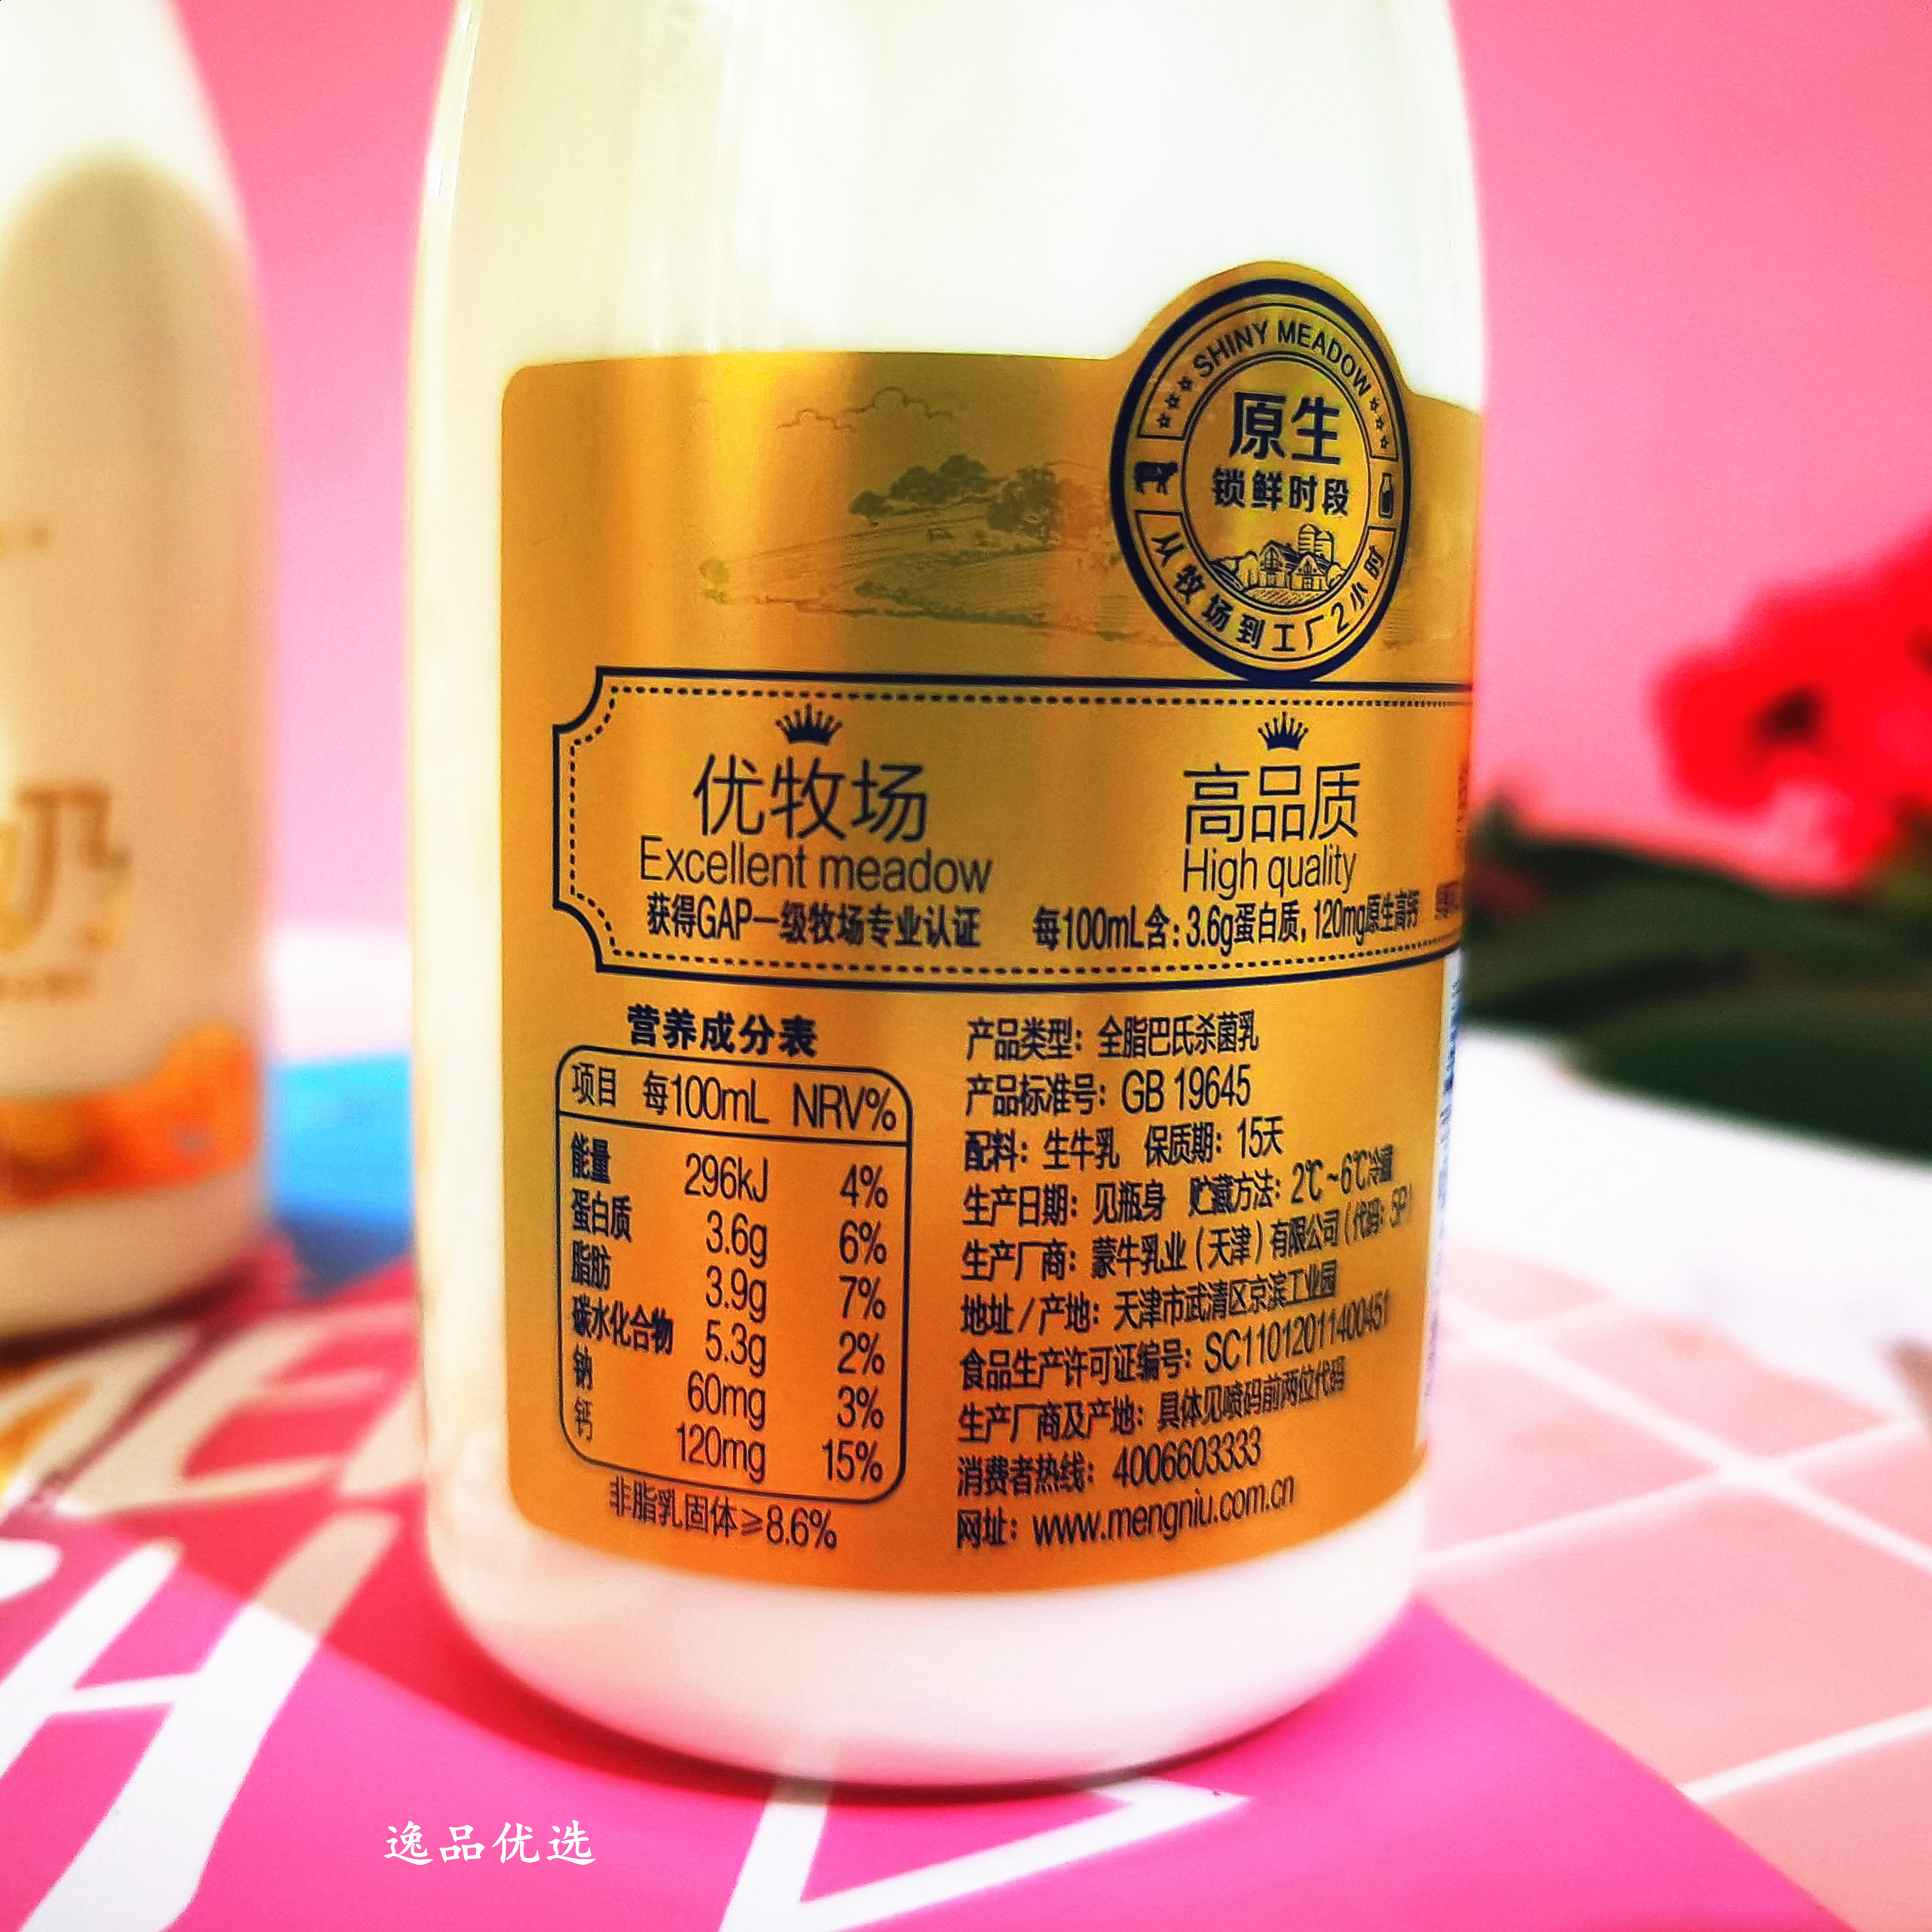 SHINY MEADOW
原生
锁鲜时段
从牧场到工厂2小时
优牧场
高品质
Excellent meadow
High quality
获得GAP一级牧场专业认证
每100mL含:3.6g蛋白质,120mg原生高钙
营养成分表
项目 每100mL NRV%
能量 296kJ 4%
蛋白质 3.6g 6%
脂肪 3.9g 7%
碳水化合物 5.3g 2%
钠 60mg 3%
钙 120mg 15%
非脂乳固体≥8.6%
产品类型: 全脂巴氏杀菌乳
产品标准号: GB 19645
配料: 生牛乳 保质期: 15天
生产日期: 见瓶身 贮藏方法: 2℃~6℃冷藏
生产厂商: 蒙牛乳业(天津)有限公司(代码: 5P)
地址/产地: 天津市武清区京滨工业园
食品生产许可证编号: SC11012011400451
生产厂商及产地: 具体见喷码前两位代码
消费者热线: 4006603333
网址: www.mengniu.com.cn
奶
逸品优选